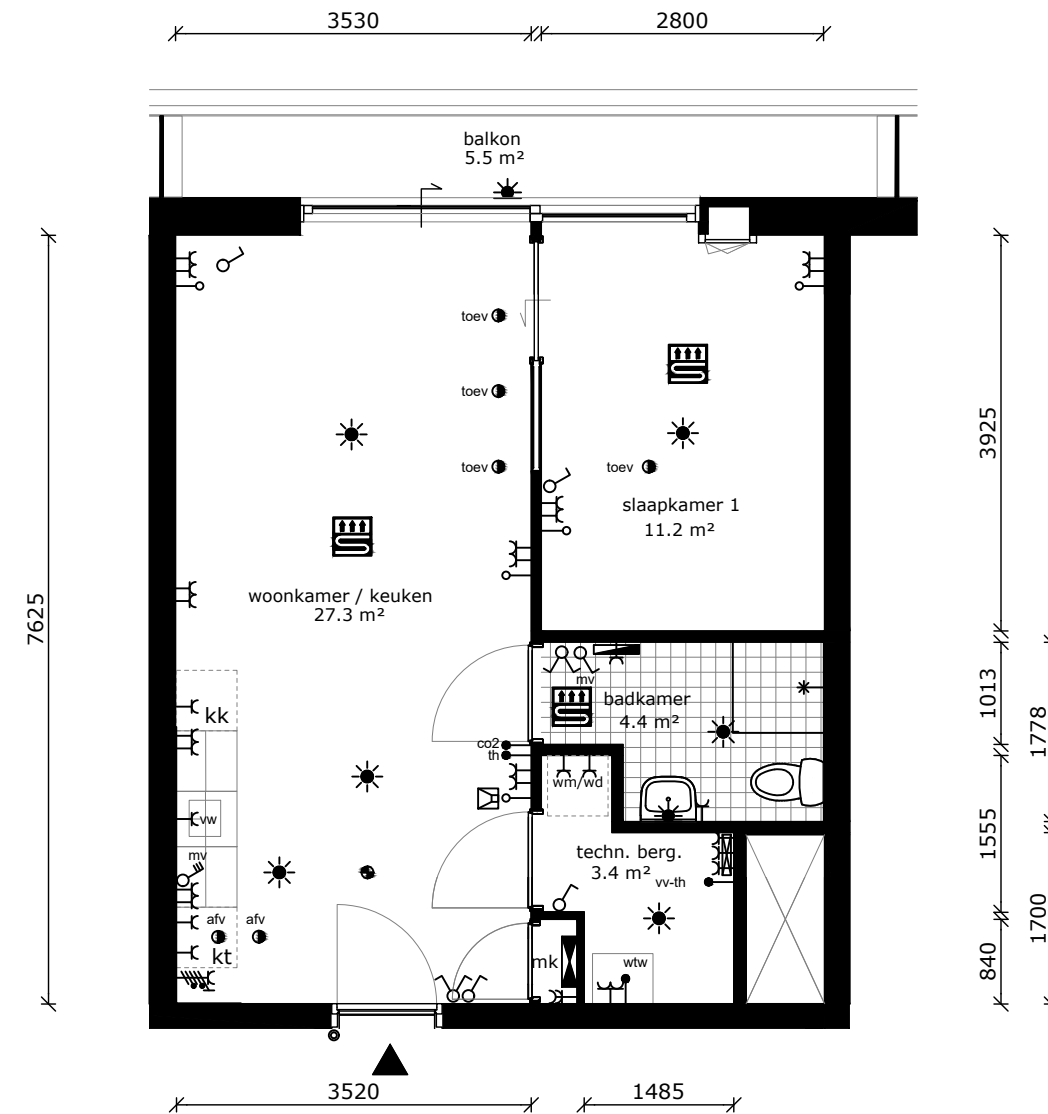 3530
2800
balkon
5.5 m²
toev
toev
toev
toev
slaapkamer 1
11.2 m²
3925
7625
woonkamer / keuken
27.3 m²
kk
mv
badkamer
4.4 m²
1013
1778
co2
th
wm/wd
vw
mv
techn. berg.
3.4 m²
vv-th
1555
afv
afv
kt
mk
wtw
1700
840
3520
1485